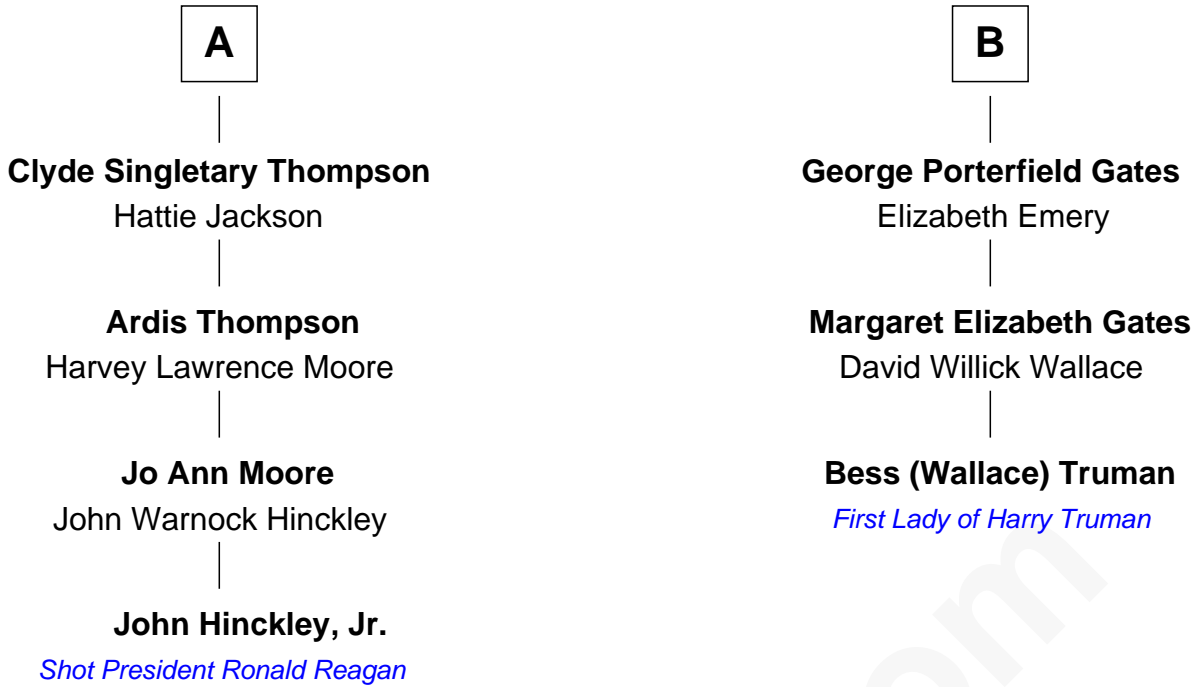 A
Clyde Singletary Thompson
Hattie Jackson
Ardis Thompson
Harvey Lawrence Moore
Jo Ann Moore
John Warnock Hinckley
John Hinckley, Jr.
Shot President Ronald Reagan
B
George Porterfield Gates
Elizabeth Emery
Margaret Elizabeth Gates
David Willick Wallace
Bess (Wallace) Truman
First Lady of Harry Truman
om